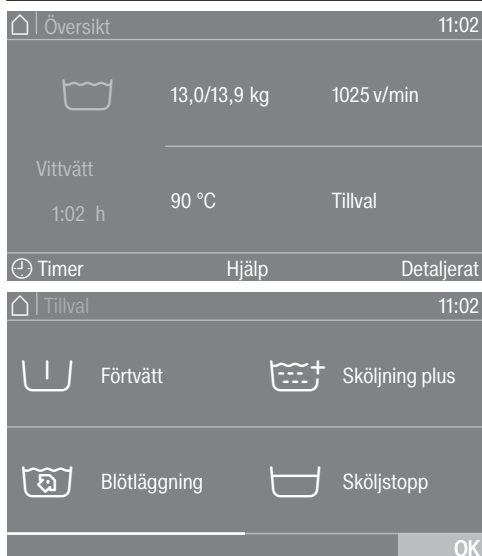 Översikt 11:02
13,0/13,9 kg 1025 v/min
Vittvätt
90 °C Tillval
1:02 h
Timer Hjälp Detaljerat
Tillval 11:02
Förtvätt Sköljning plus
Blötläggning Sköljstopp
OK